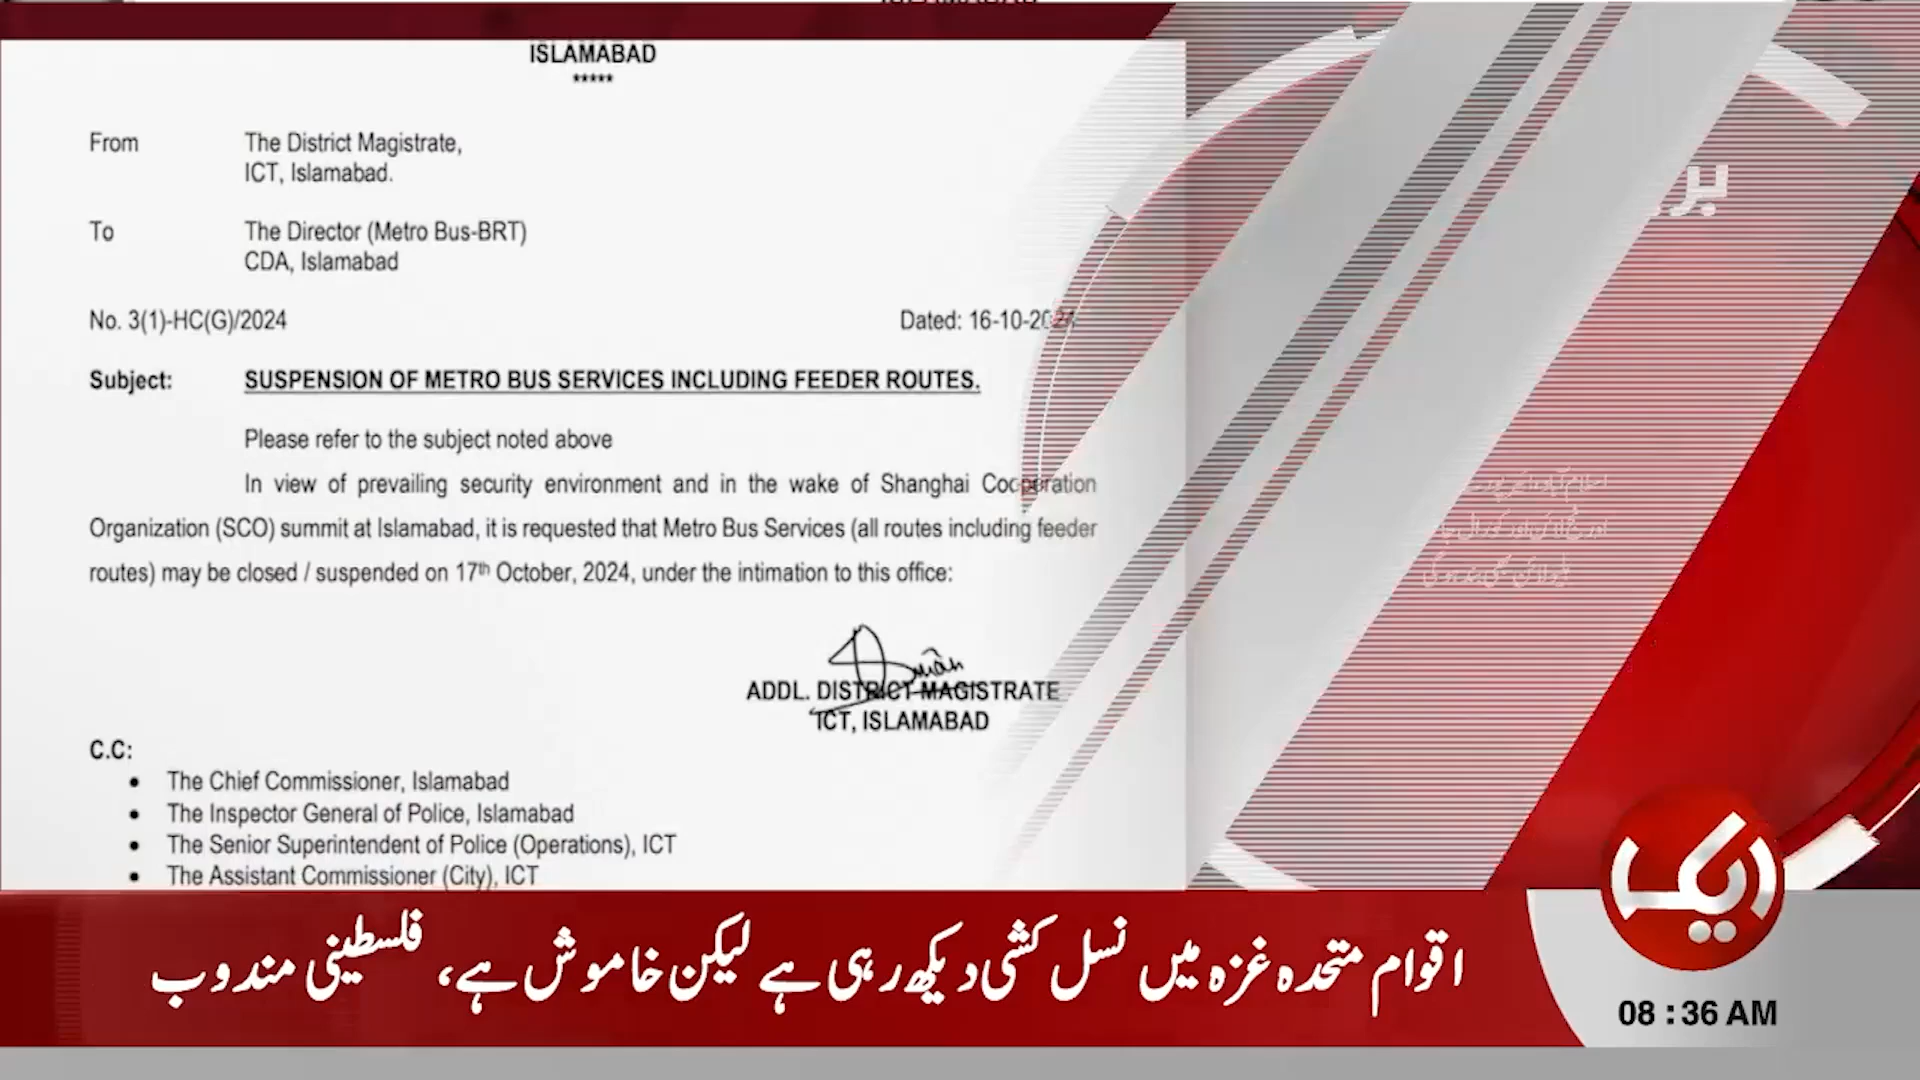 ISLAMABAD
*****
From The District Magistrate,
ICT, Islamabad.
To The Director (Metro Bus-BRT)
CDA, Islamabad
No. 3(1)-HC(G)/2024 Dated: 16-10-2024
Subject: SUSPENSION OF METRO BUS SERVICES INCLUDING FEEDER ROUTES.
Please refer to the subject noted above
In view of prevailing security environment and in the wake of Shanghai Cooperation
Organization (SCO) summit at Islamabad, it is requested that Metro Bus Services (all routes including feeder
routes) may be closed / suspended on 17th October, 2024, under the intimation to this office:
ADDL. DISTRICT MAGISTRATE
ICT, ISLAMABAD
C.C:
• The Chief Commissioner, Islamabad
• The Inspector General of Police, Islamabad
• The Senior Superintendent of Police (Operations), ICT
• The Assistant Commissioner (City), ICT
ایک
اقوام متحدہ غزہ میں نسل کشی دیکھ رہی ہے لیکن خاموش ہے، فلسطینی مندوب
08:36 AM